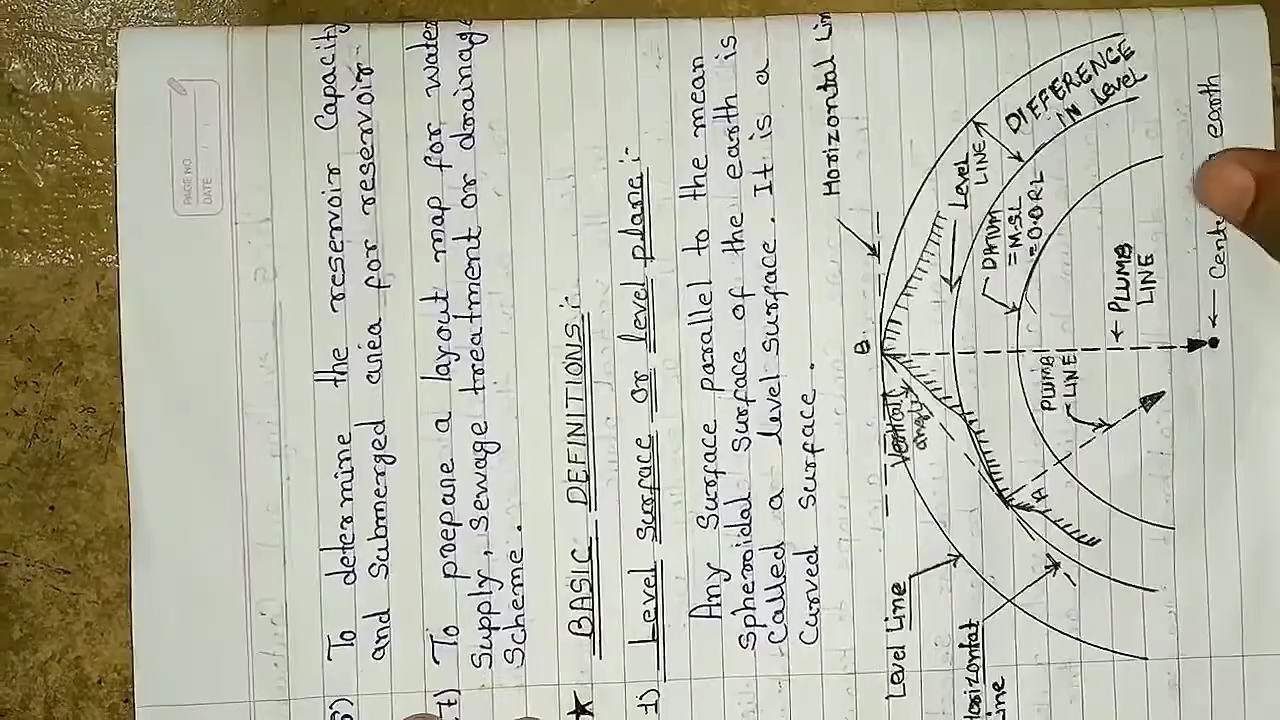 PAGE NO.
DATE
To determine the reservoir Capacity
and Submerged area for reservoir
7) To prepare a layout map for water
Supply, sewage treatment or drainage
Scheme.
★ BASIC DEFINITIONS :-
1) Level Surface or level plane :-
Any Surface parallel to the mean
Spheroidal surface of the earth is
Called a level surface. It is a
Curved surface.
Horizontal Line
B
Level Line
Vertical
angle
Level
LINE
DIFFERENCE
IN Level
DATUM
=M.S.L
=0.0 RL
Horizontal
Line
A
PLUMB
LINE
PLUMB
LINE
earth